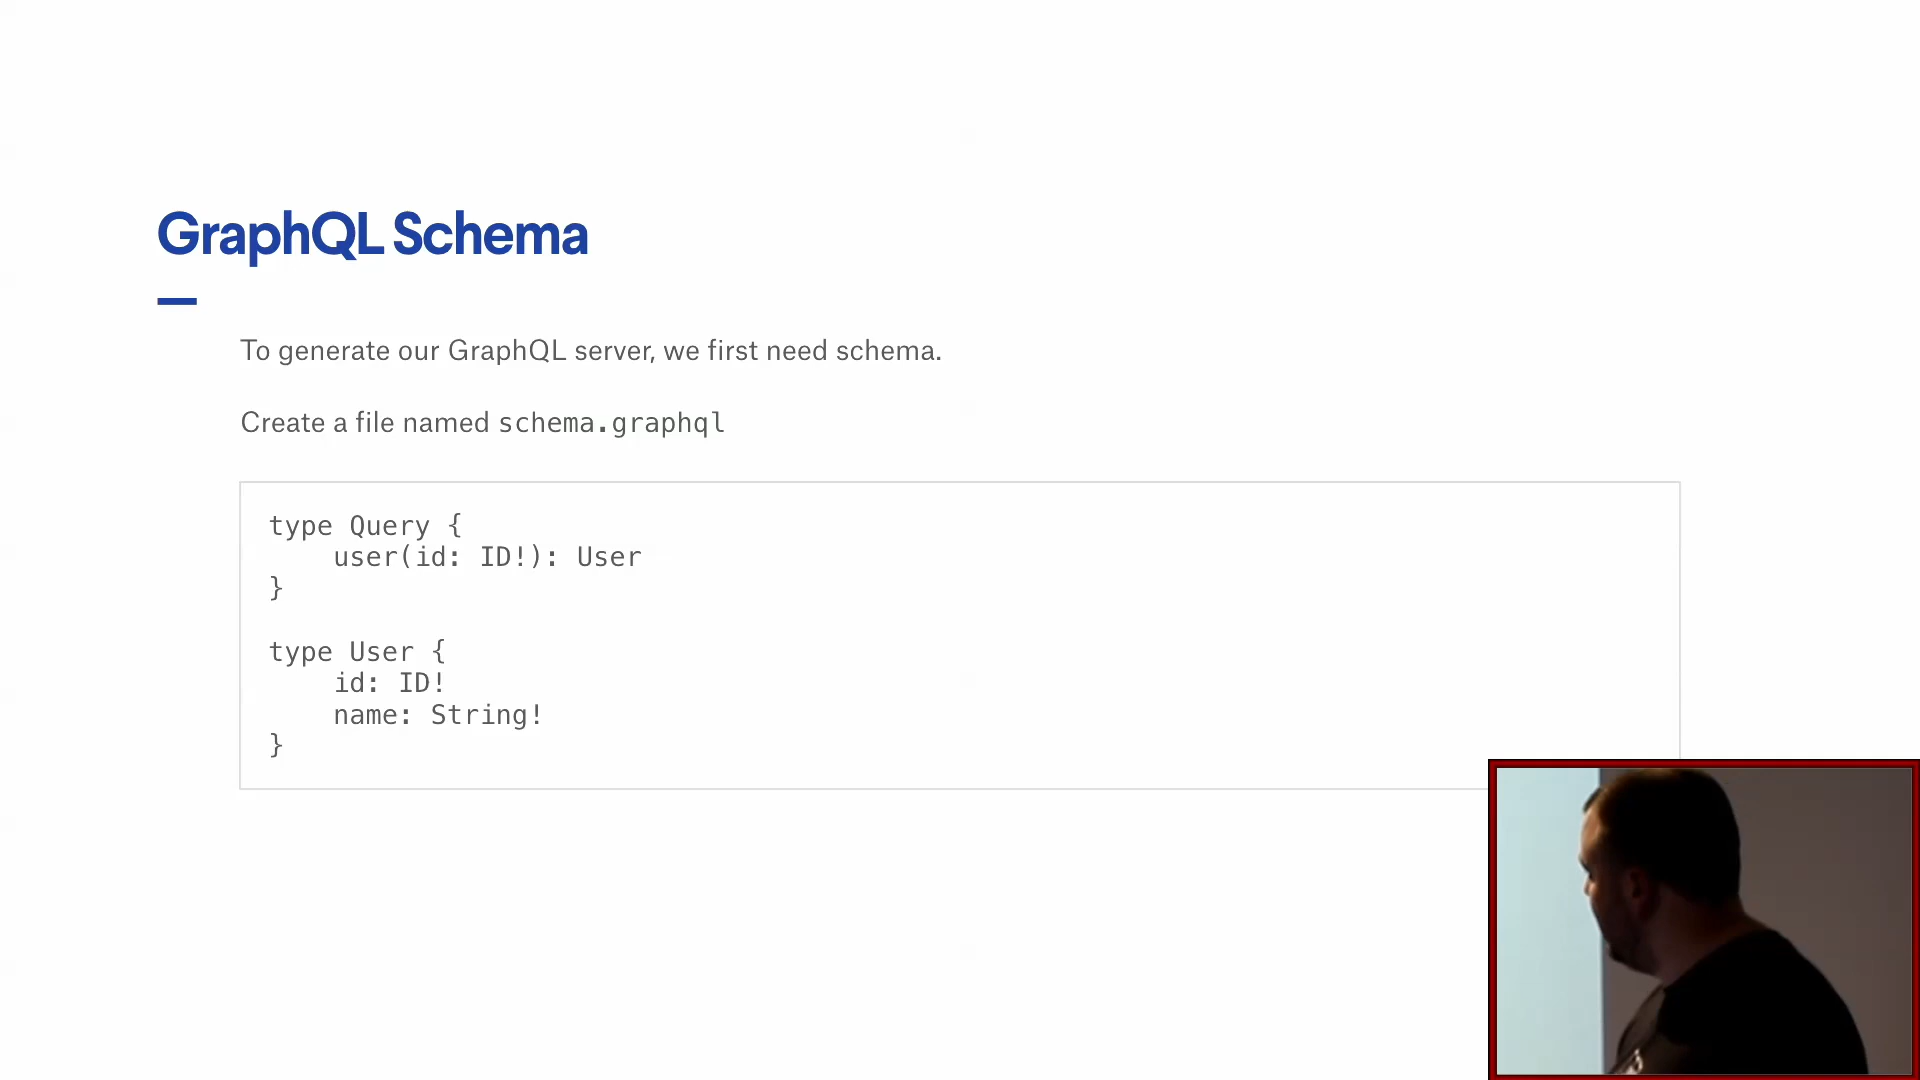 GraphQL Schema
To generate our GraphQL server, we first need schema.
Create a file named schema.graphql
type Query {
    user(id: ID!): User
}
type User {
    id: ID!
    name: String!
}